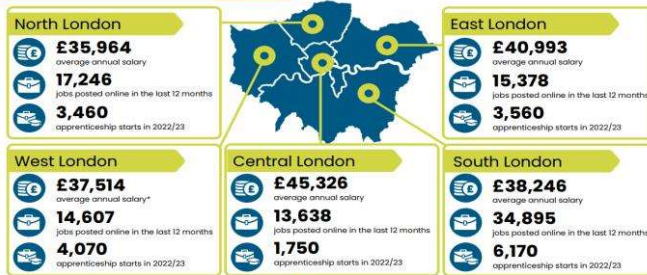 North London
£35,964
average annual salary
17,246
jobs posted online in the last 12 months
3,460
apprenticeship starts in 2022/23
East London
£40,993
average annual salary
15,378
jobs posted online in the last 12 months
3,560
apprenticeship starts in 2022/23
West London
£37,514
average annual salary*
14,607
jobs posted online in the last 12 months
4,070
apprenticeship starts in 2022/23
Central London
£45,326
average annual salary
13,638
jobs posted online in the last 12 months
1,750
apprenticeship starts in 2022/23
South London
£38,246
average annual salary
34,895
jobs posted online in the last 12 months
6,170
apprenticeship starts in 2022/23